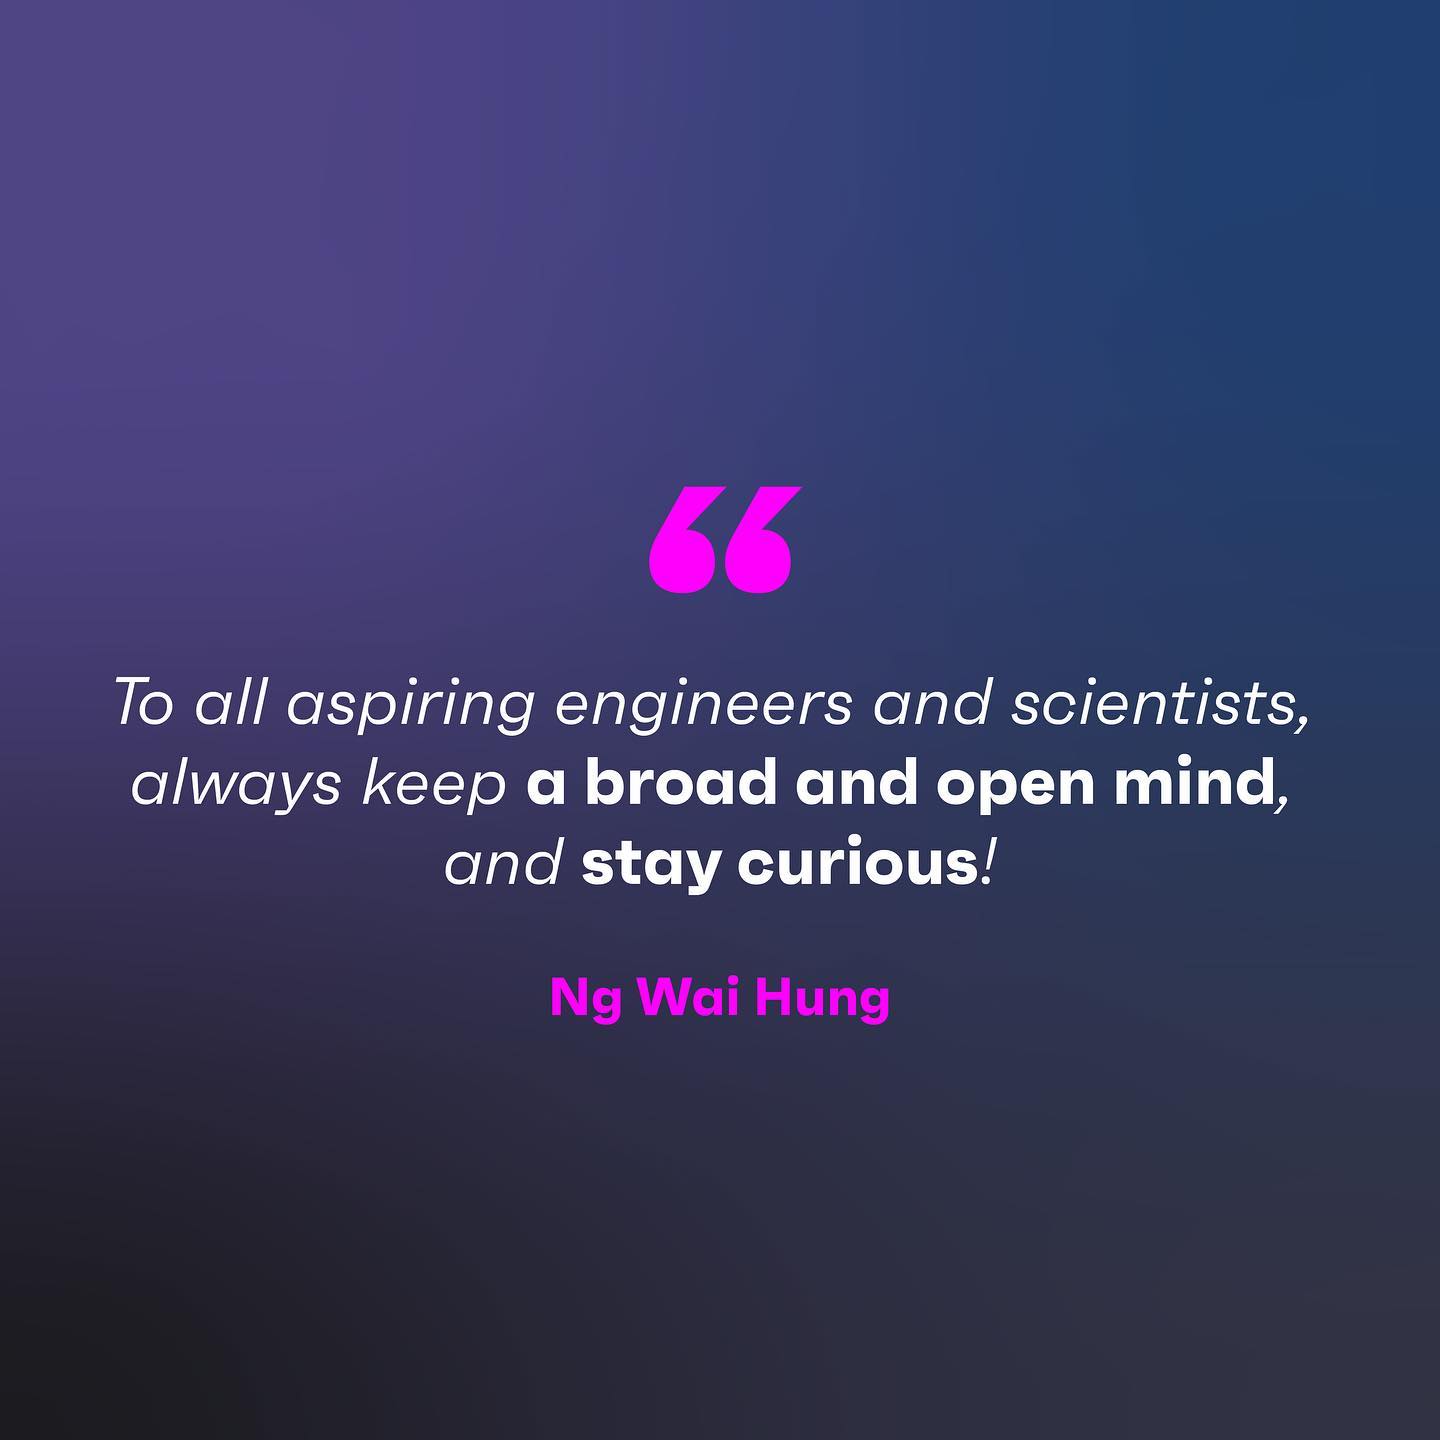 “
To all aspiring engineers and scientists,
always keep a broad and open mind,
and stay curious!
Ng Wai Hung